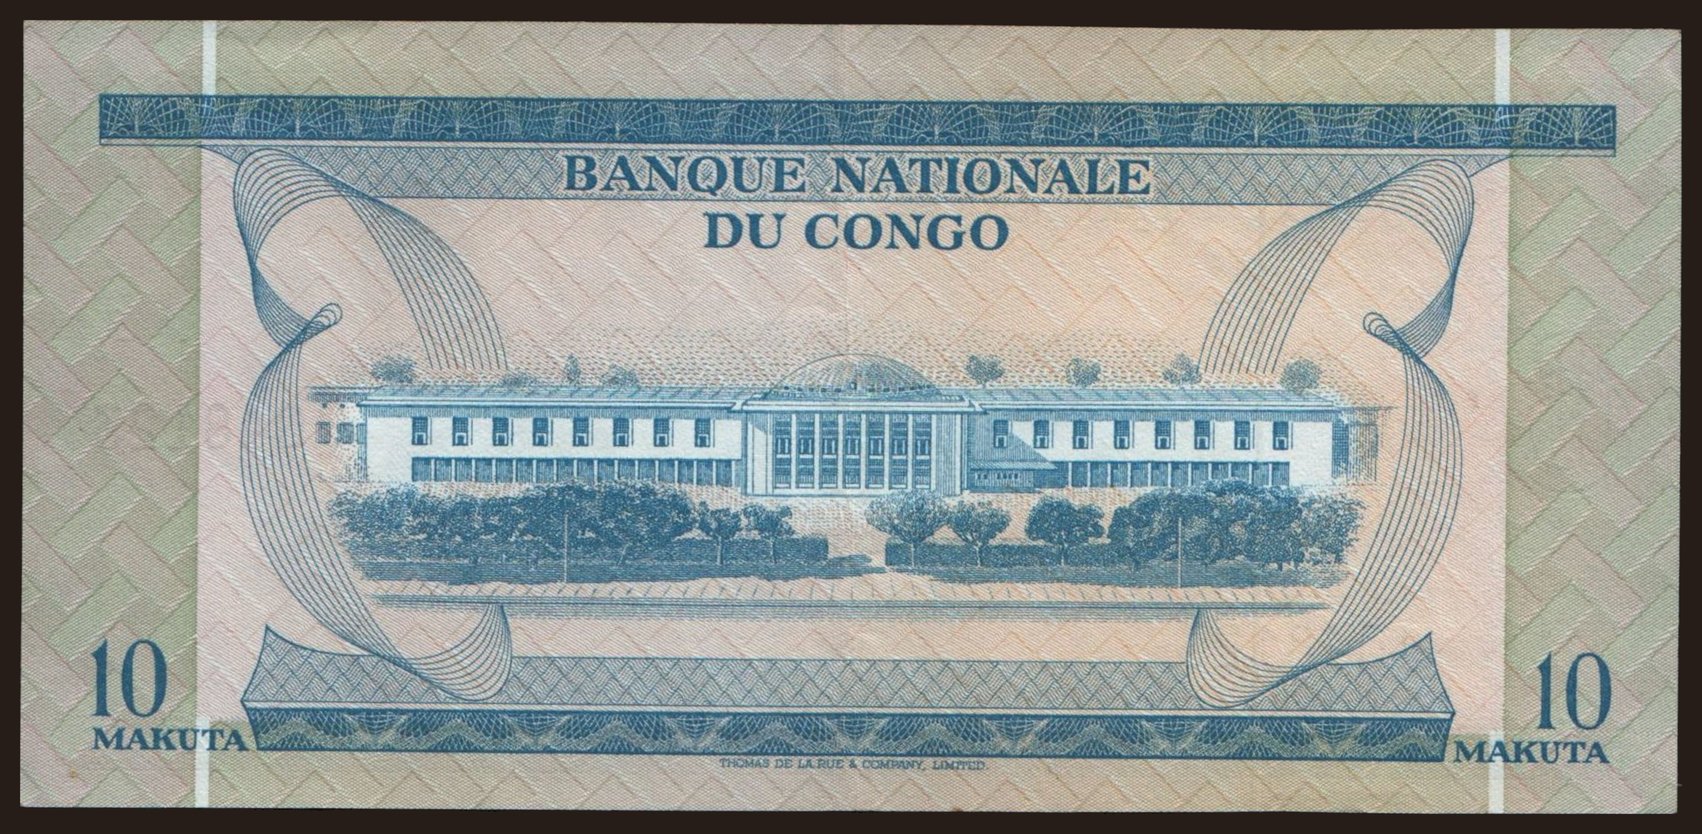 BANQUE NATIONALE
DU CONGO
10
MAKUTA
10
MAKUTA
THOMAS DE LA RUE & COMPANY, LIMITED.